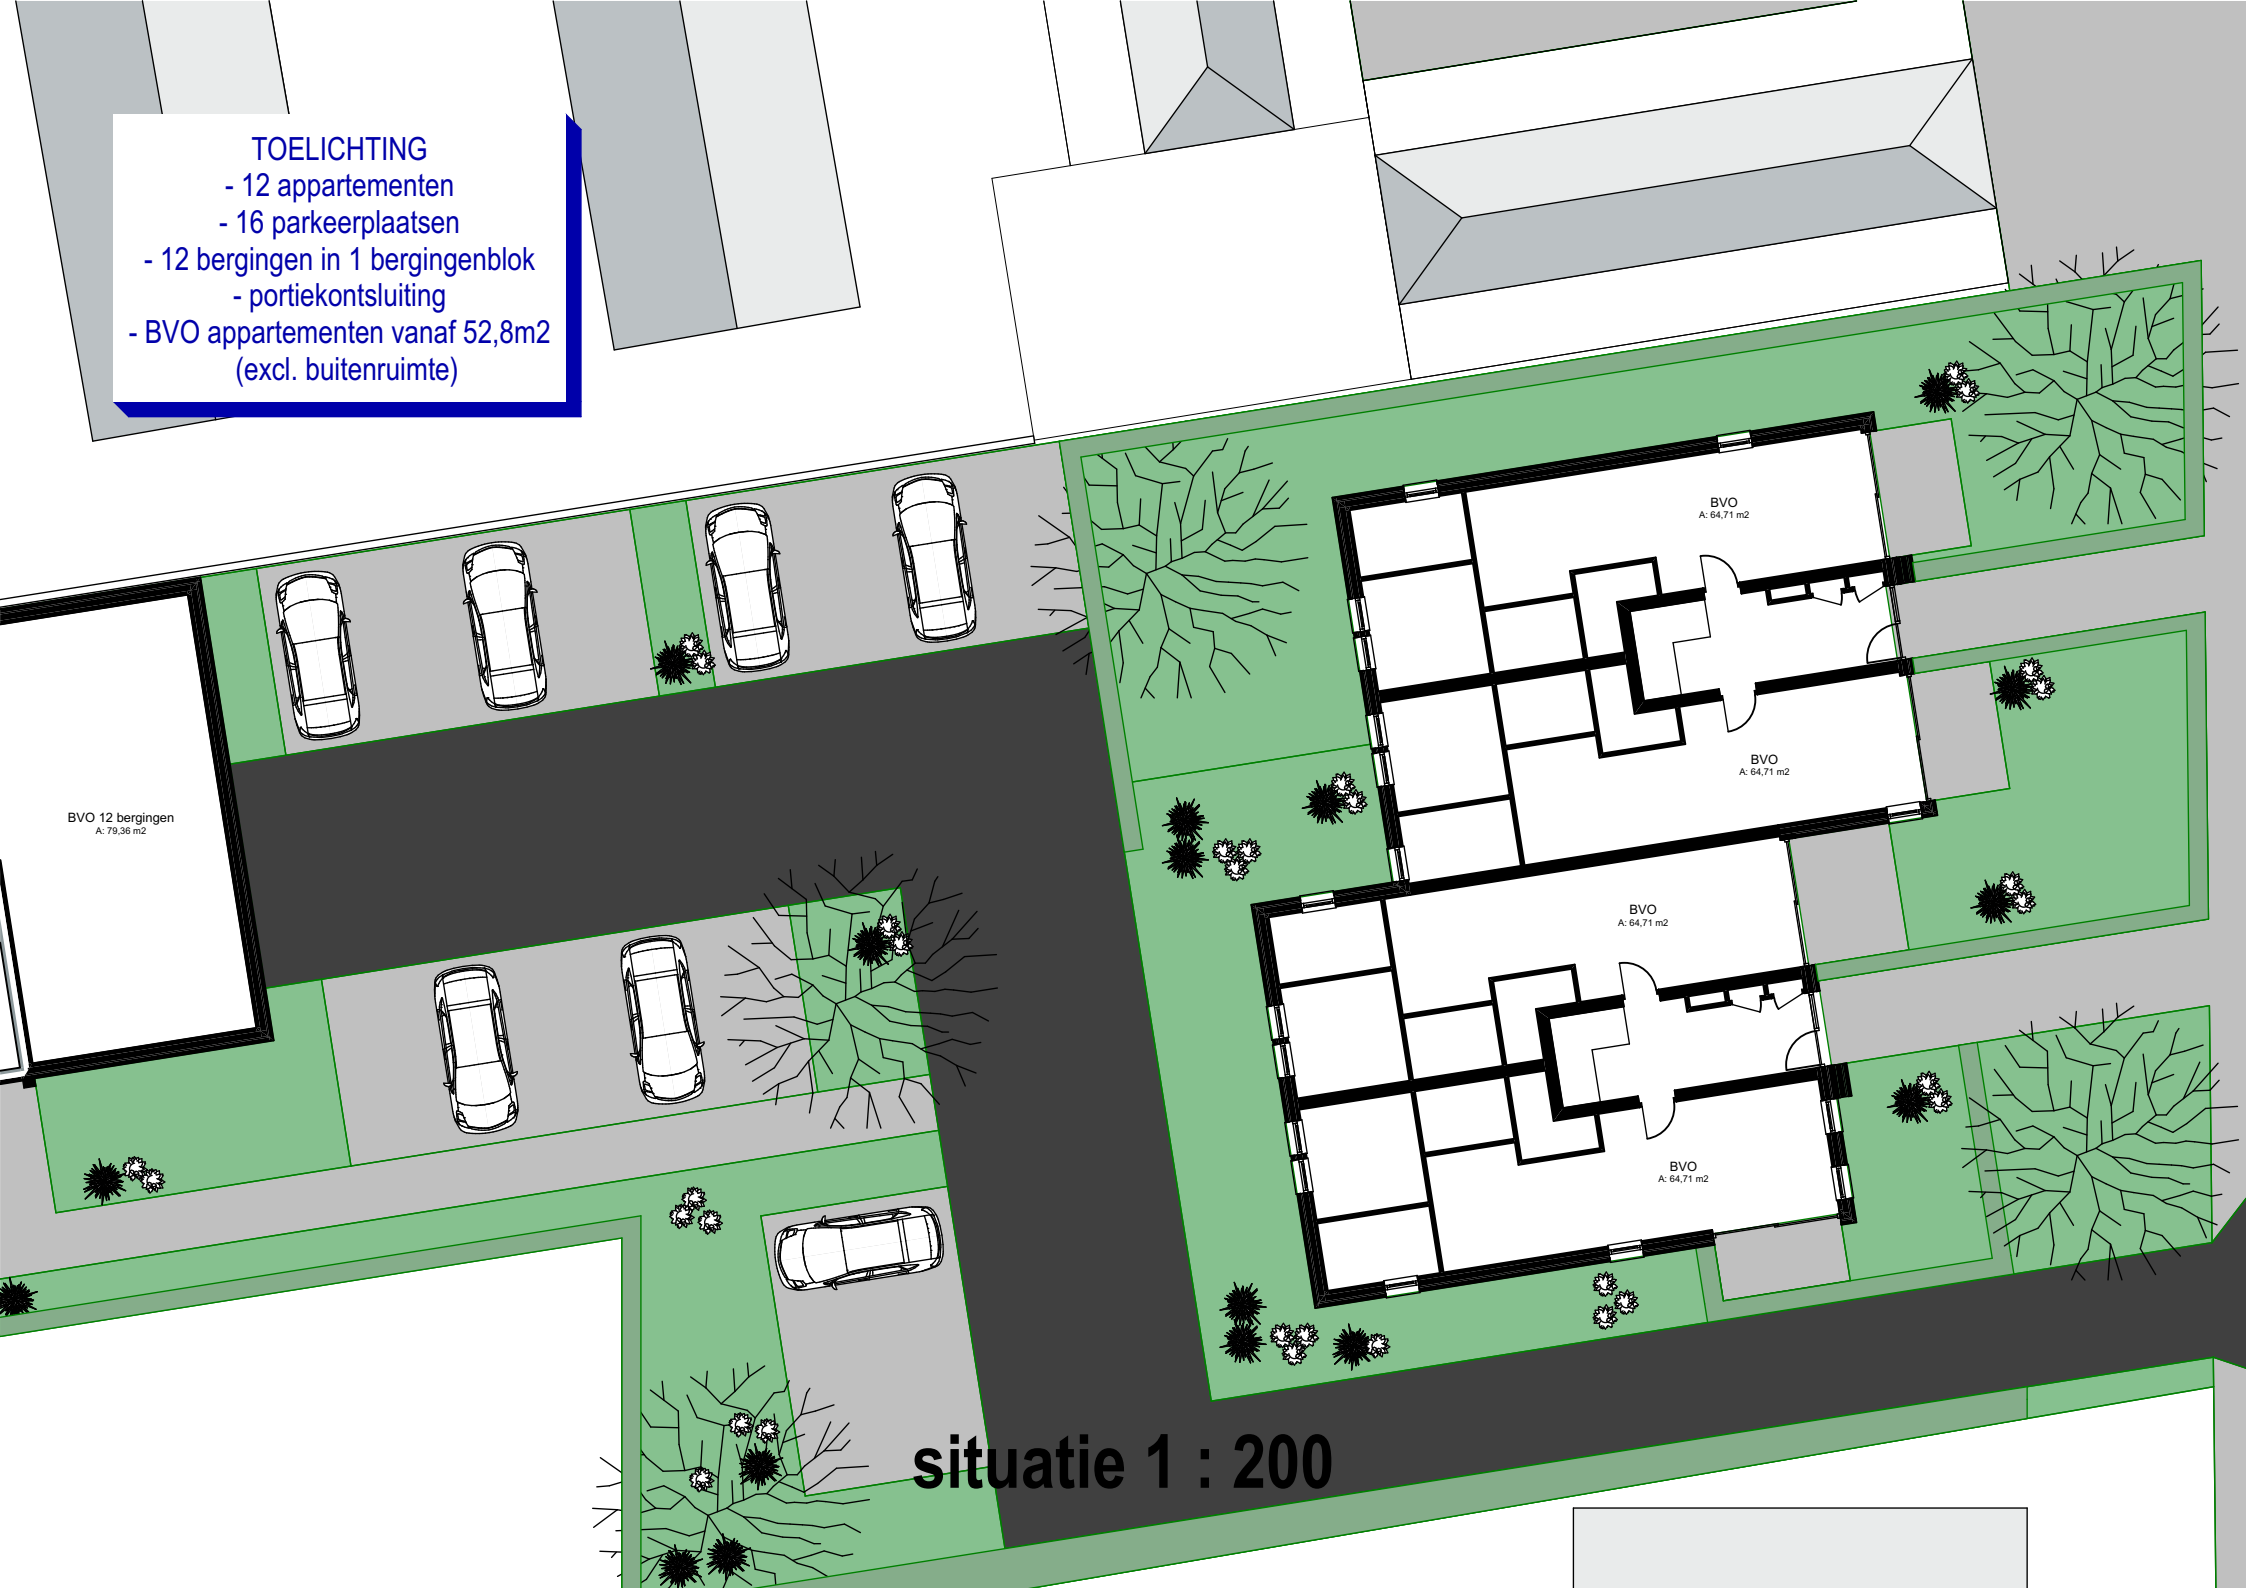 TOELICHTING
- 12 appartementen
- 16 parkeerplaatsen
- 12 bergingen in 1 bergingenblok
- portiekontsluiting
- BVO appartementen vanaf 52,8m2
(excl. buitenruimte)
BVO
A: 64,71 m2
BVO
A: 64,71 m2
BVO 12 bergingen
A: 79,36 m2
BVO
A: 64,71 m2
BVO
A: 64,71 m2
situatie 1 : 200